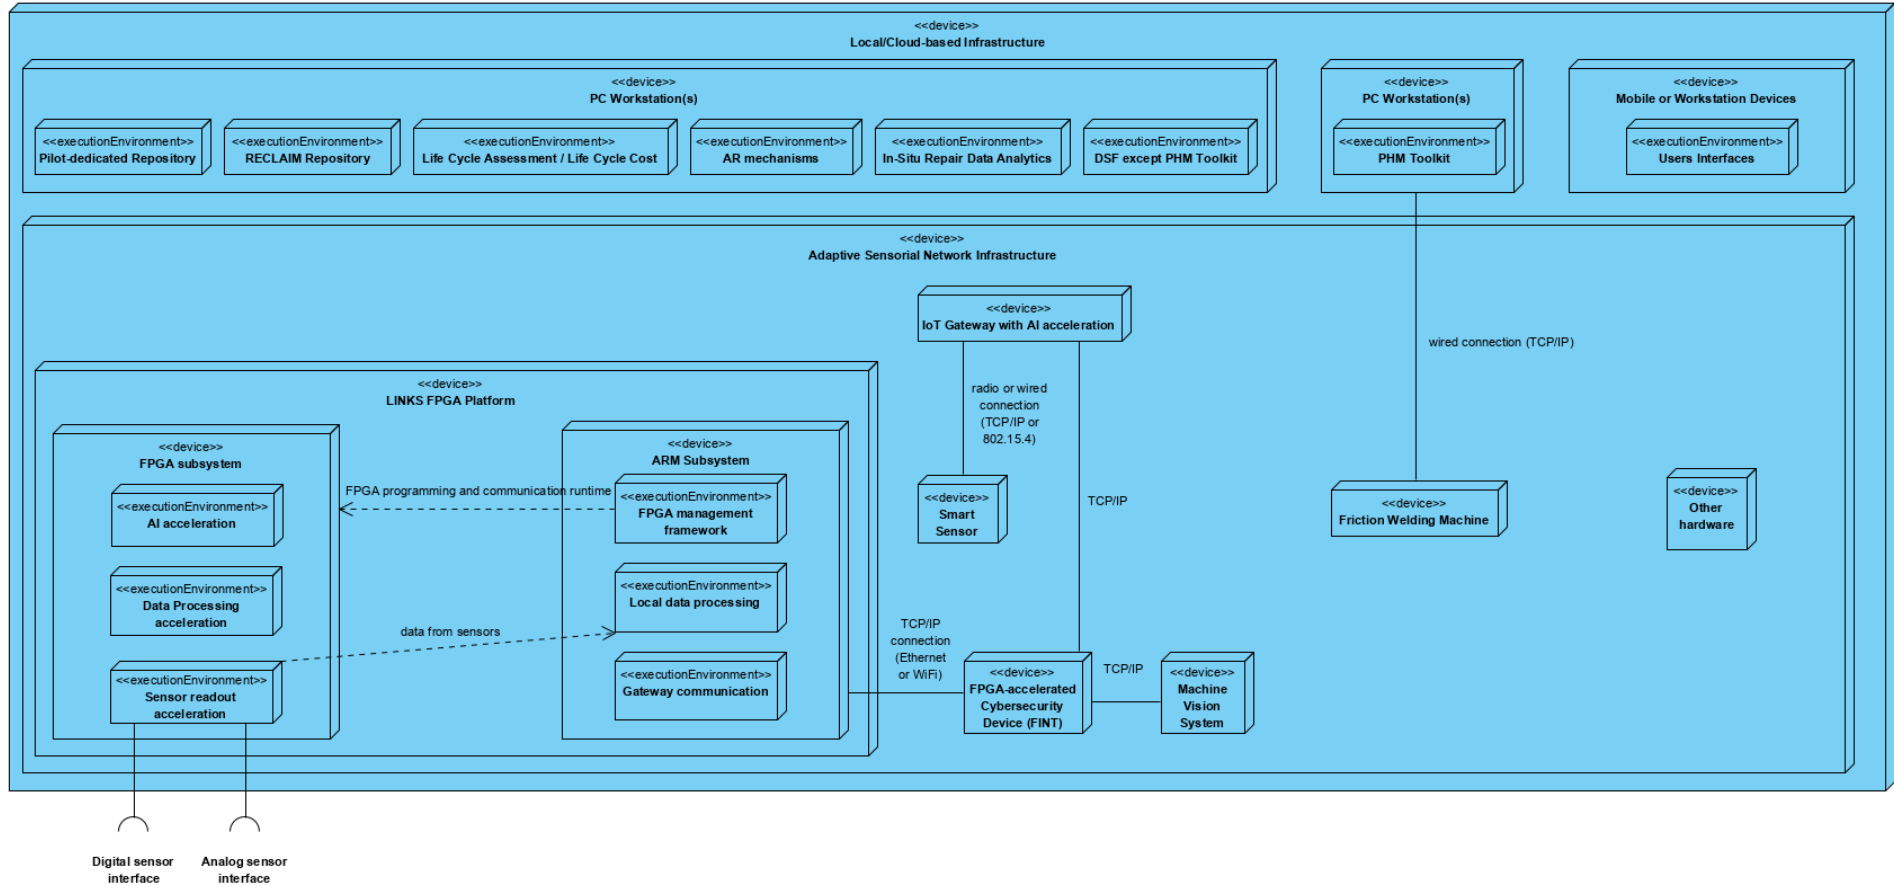 <<device>>
Local/Cloud-based Infrastructure
<<device>>
PC Workstation(s)
<<executionEnvironment>>
Pilot-dedicated Repository
<<executionEnvironment>>
RECLAIM Repository
<<executionEnvironment>>
Life Cycle Assessment / Life Cycle Cost
<<executionEnvironment>>
AR mechanisms
<<executionEnvironment>>
In-Situ Repair Data Analytics
<<executionEnvironment>>
DSF except PHM Toolkit
<<device>>
PC Workstation(s)
<<executionEnvironment>>
PHM Toolkit
<<device>>
Mobile or Workstation Devices
<<executionEnvironment>>
Users Interfaces
<<device>>
Adaptive Sensorial Network Infrastructure
<<device>>
IoT Gateway with AI acceleration
wired connection (TCP/IP)
radio or wired
connection
(TCP/IP or
802.15.4)
TCP/IP
<<device>>
LINKS FPGA Platform
<<device>>
FPGA subsystem
<<executionEnvironment>>
AI acceleration
<<executionEnvironment>>
Data Processing
acceleration
<<executionEnvironment>>
Sensor readout
acceleration
FPGA programming and communication runtime
data from sensors
<<device>>
ARM Subsystem
<<executionEnvironment>>
FPGA management
framework
<<executionEnvironment>>
Local data processing
<<executionEnvironment>>
Gateway communication
<<device>>
Smart
Sensor
<<device>>
Friction Welding Machine
<<device>>
Other
hardware
TCP/IP
connection
(Ethernet
or WiFi)
<<device>>
FPGA-accelerated
Cybersecurity
Device (FINT)
TCP/IP
<<device>>
Machine
Vision
System
Digital sensor
interface
Analog sensor
interface